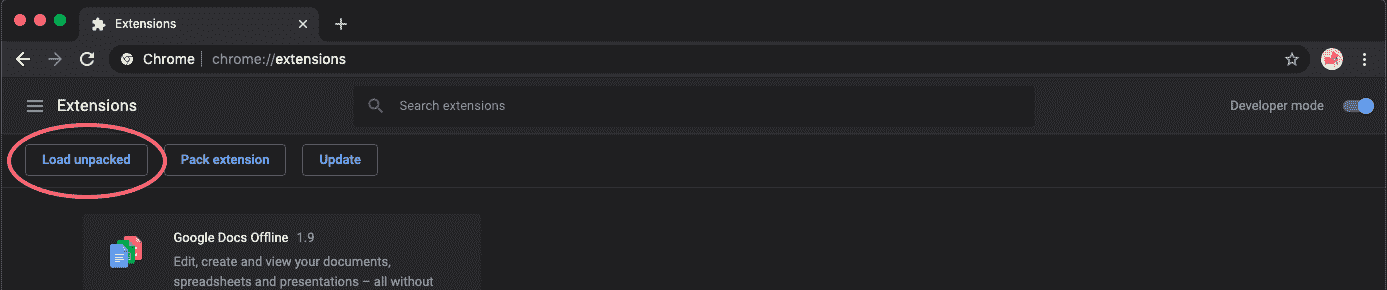 Extensions
Chrome chrome://extensions
Extensions Search extensions Developer mode
Load unpacked Pack extension Update
Google Docs Offline 1.9
Edit, create and view your documents,
spreadsheets and presentations – all without